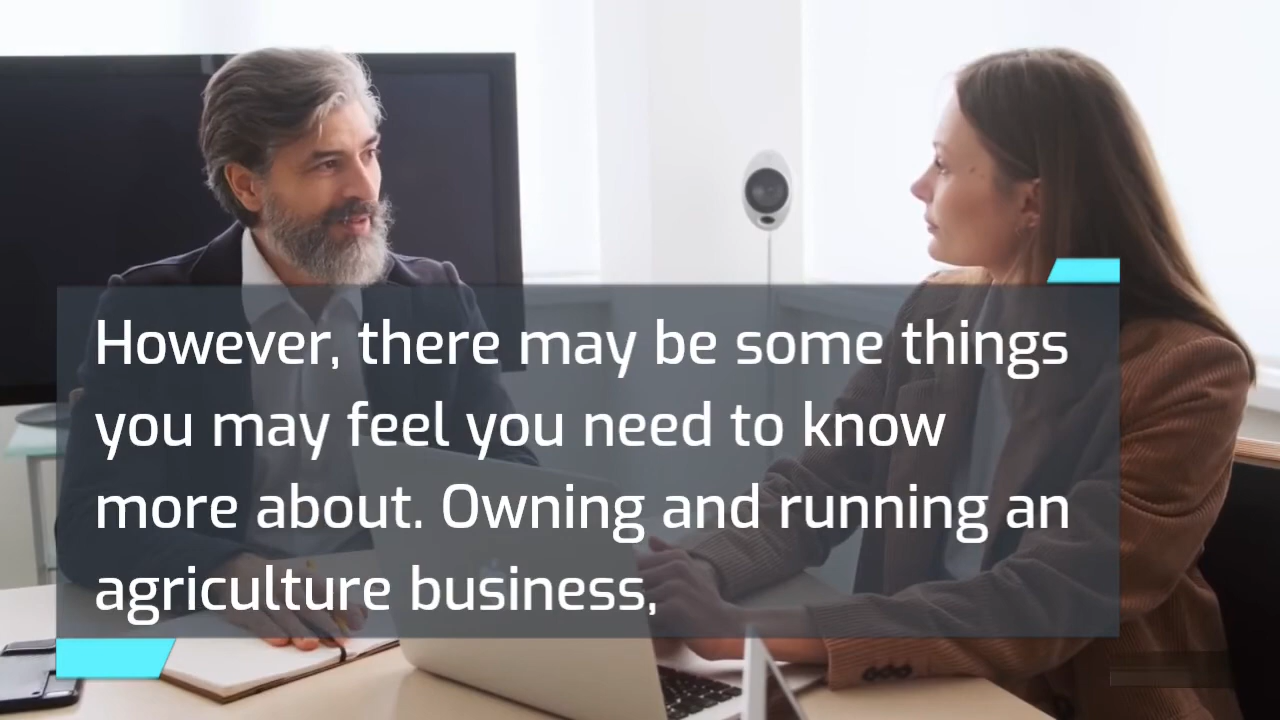 However, there may be some things
you may feel you need to know
more about. Owning and running an
agriculture business,